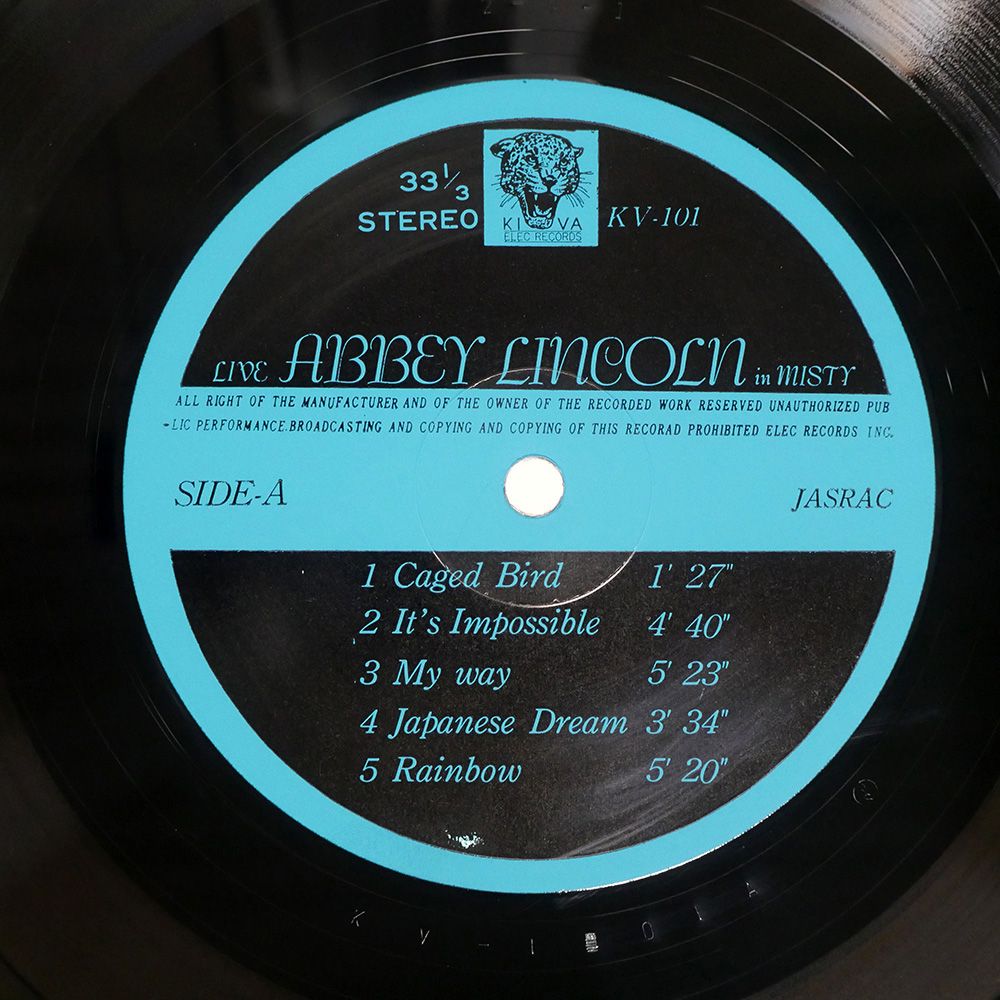 33 1/3
STEREO
KIVA
ELEC RECORDS
KV-101
LIVE ABBEY LINCOLN in MISTY
ALL RIGHT OF THE MANUFACTURER AND OF THE OWNER OF THE RECORDED WORK RESERVED UNAUTHORIZED PUB
-LIC PERFORMANCE.BROADCASTING AND COPYING AND COPYING OF THIS RECORAD PROHIBITED ELEC RECORDS INC.
SIDE-A
JASRAC
1 Caged Bird 1' 27"
2 It's Impossible 4' 40"
3 My way 5' 23"
4 Japanese Dream 3' 34"
5 Rainbow 5' 20"